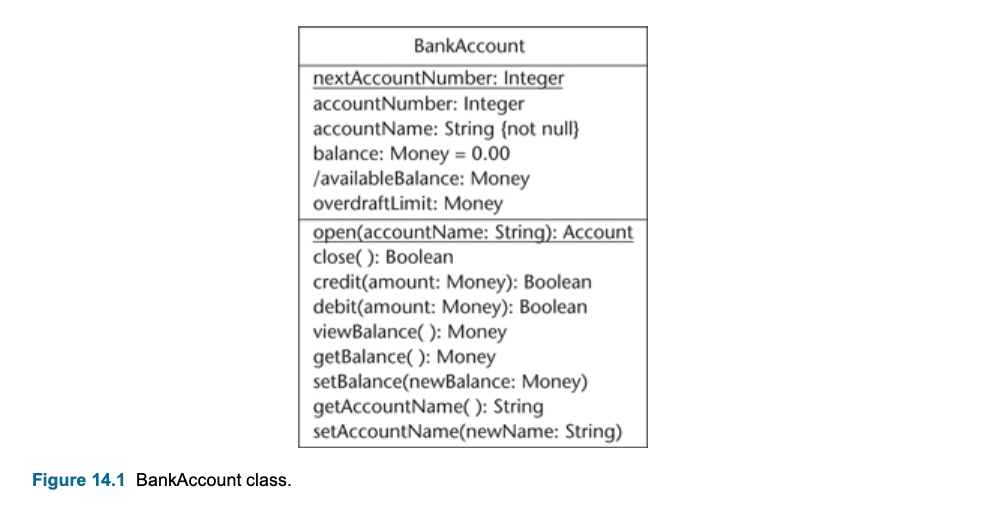 BankAccount
nextAccountNumber: Integer
accountNumber: Integer
accountName: String {not null}
balance: Money = 0.00
/availableBalance: Money
overdraftLimit: Money
open(accountName: String): Account
close( ): Boolean
credit(amount: Money): Boolean
debit(amount: Money): Boolean
viewBalance( ): Money
getBalance( ): Money
setBalance(newBalance: Money)
getAccountName( ): String
setAccountName(newName: String)
Figure 14.1 BankAccount class.